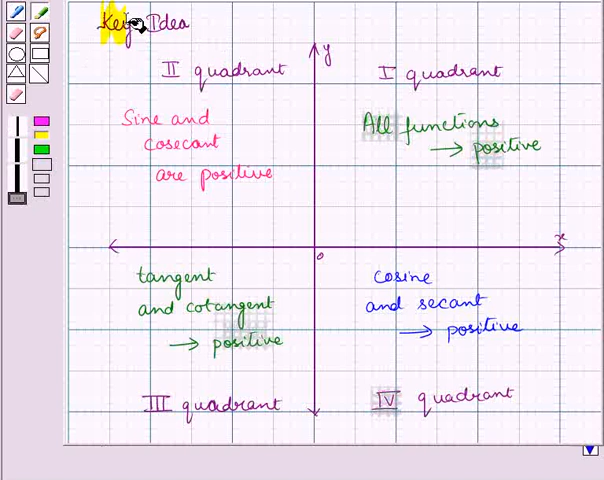 Key Idea
y
II quadrant
I quadrant
Sine and
cosecant
are positive
All functions
→ positive
x
o
tangent
and cotangent
→ positive
cosine
and secant
→ positive
III quadrant
IV quadrant